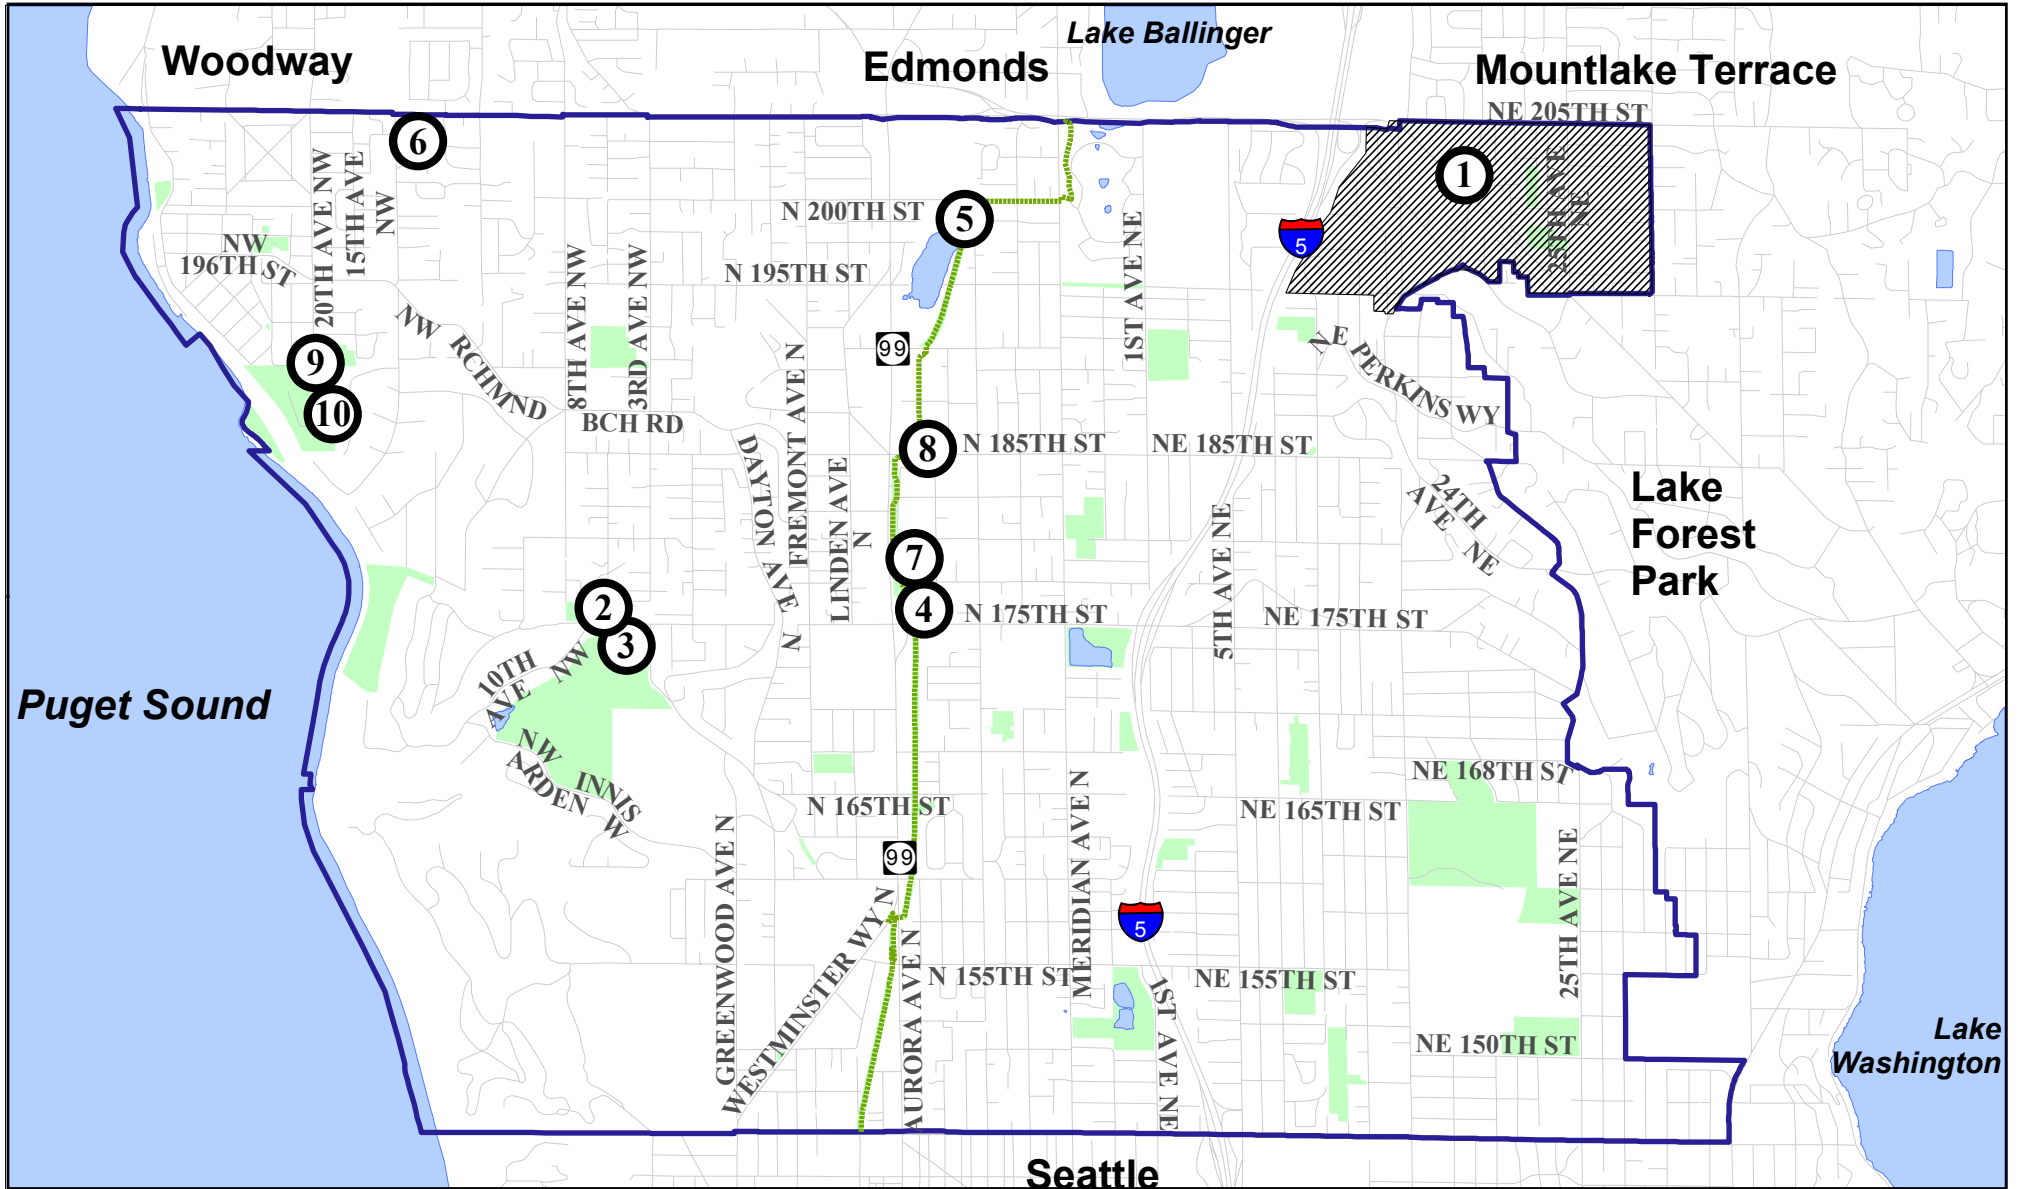 Lake Ballinger
Woodway
Edmonds
Mountlake Terrace
NE 205TH ST
6
1
25TH AVE
NE
20TH AVE NW
15TH AVE
NW
N 200TH ST
5
1ST AVE NE
5
NW
196TH ST
8TH AVE NW
3RD AVE NW
N 195TH ST
NW RCHMND
BCH RD
99
NE PERKINS WY
9
10
FREMONT AVE N
DAYTON AVE N
LINDEN AVE
N
8
N 185TH ST
NE 185TH ST
24TH
AVE NE
Lake
Forest
Park
5TH AVE NE
7
4
N 175TH ST
NE 175TH ST
2
3
10TH
AVE NW
Puget Sound
NW INNIS
ARDEN W
N 165TH ST
NE 168TH ST
NE 165TH ST
99
GREENWOOD AVE N
MERIDIAN AVE N
25TH AVE NE
5
WESTMINSTER WY N
AURORA AVE N
N 155TH ST
NE 155TH ST
1ST AVE NE
NE 150TH ST
Lake
Washington
Seattle